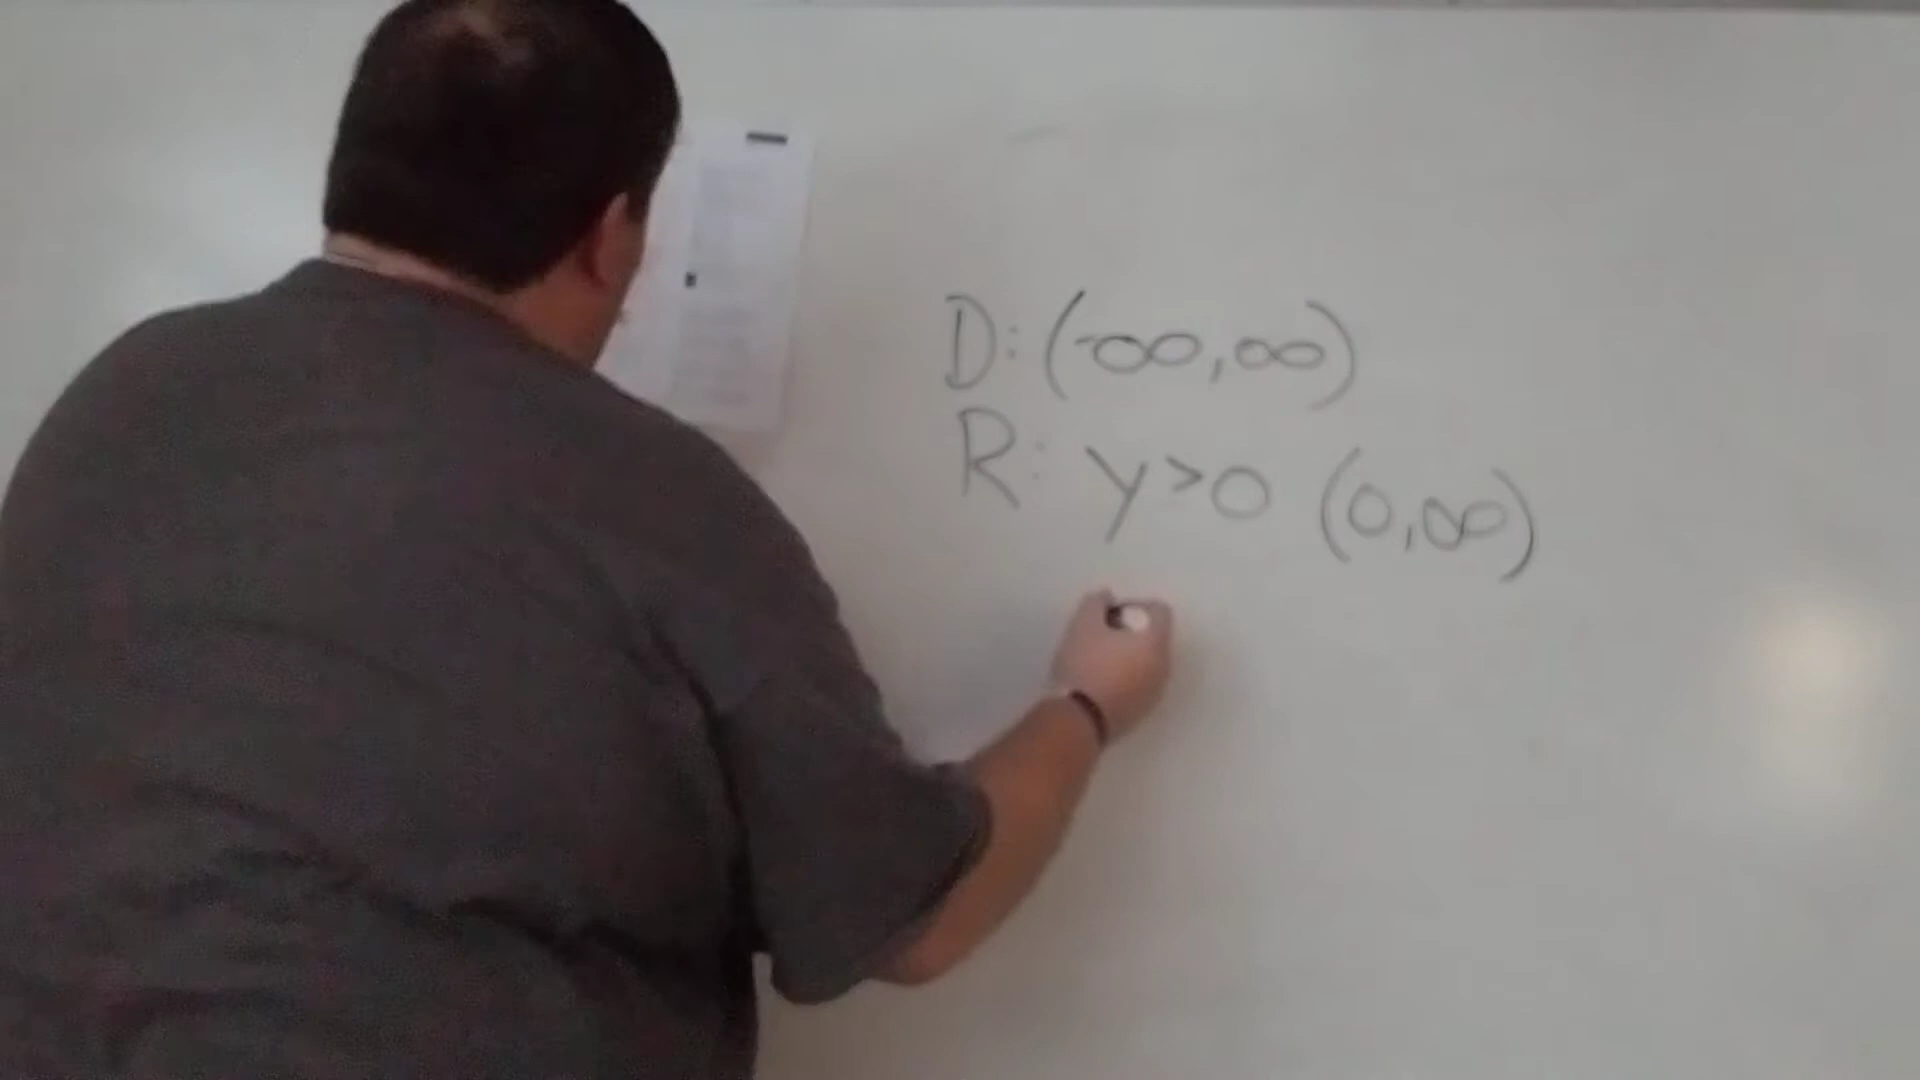 D: (-∞, ∞)
R: y>0 (0, ∞)